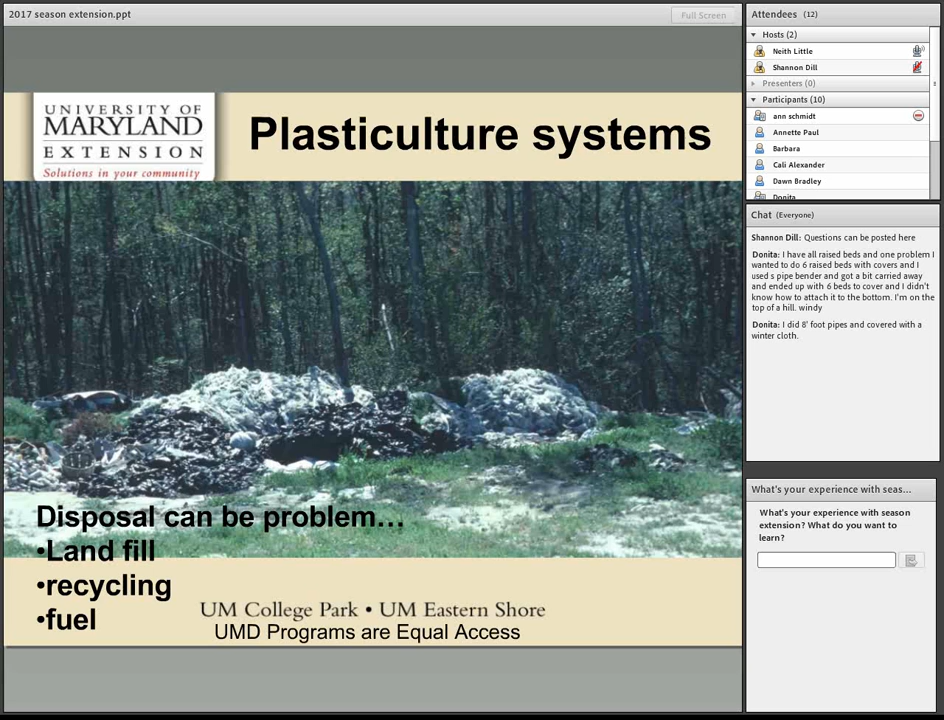 2017 season extension.ppt
Full Screen
UNIVERSITY OF
MARYLAND
EXTENSION
Solutions in your community
Plasticulture systems
Disposal can be problem...
•Land fill
•recycling
•fuel
UM College Park • UM Eastern Shore
UMD Programs are Equal Access
Attendees (12)
Hosts (2)
Neith Little
Shannon Dill
Presenters (0)
Participants (10)
ann schmidt
Annette Paul
Barbara
Cali Alexander
Dawn Bradley
Donita
Chat (Everyone)
Shannon Dill: Questions can be posted here
Donita: I have all raised beds and one problem I
wanted to do 6 raised beds with covers and I
used s pipe bender and got a bit carried away
and ended up with 6 beds to cover and I didn't
know how to attach it to the bottom. I'm on the
top of a hill. windy
Donita: I did 8' foot pipes and covered with a
winter cloth.
What's your experience with seas...
What's your experience with season
extension? What do you want to
learn?